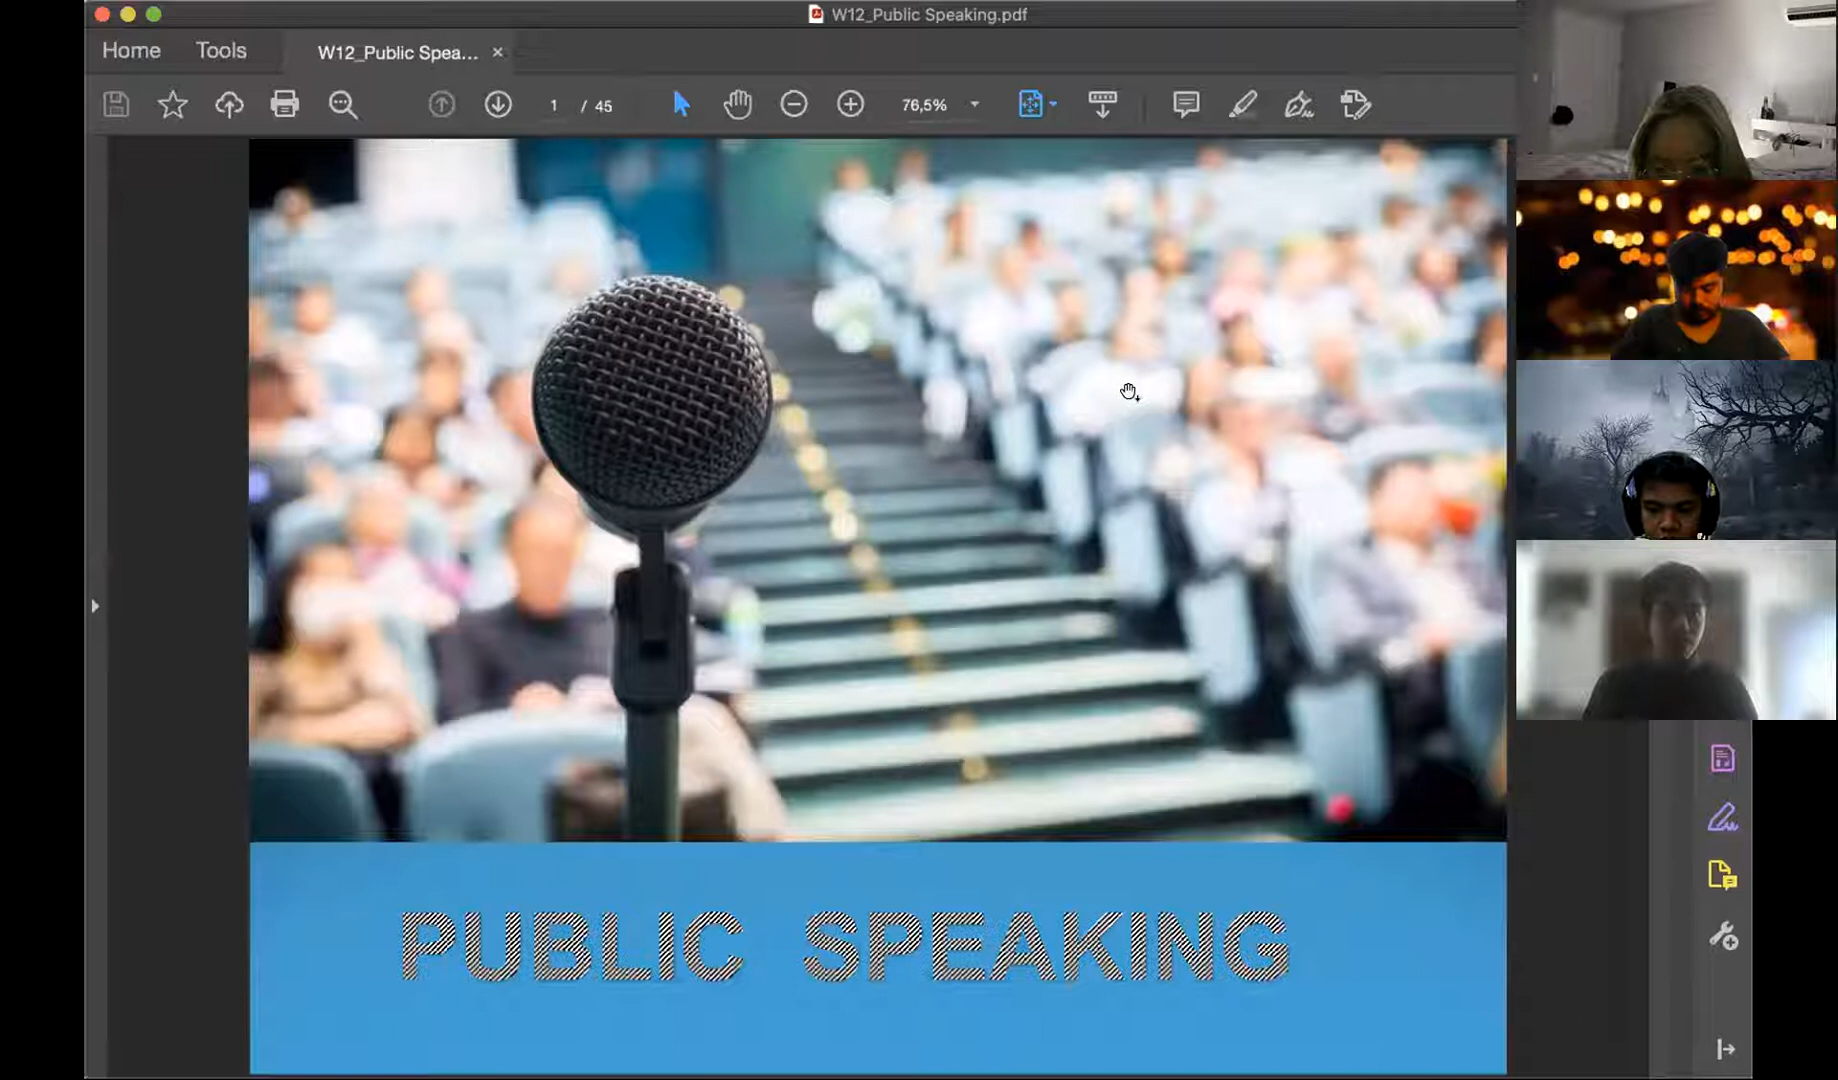 W12_Public Speaking.pdf
Home
Tools
W12_Public Spea... ×
1 / 45
76,5%
PUBLIC SPEAKING